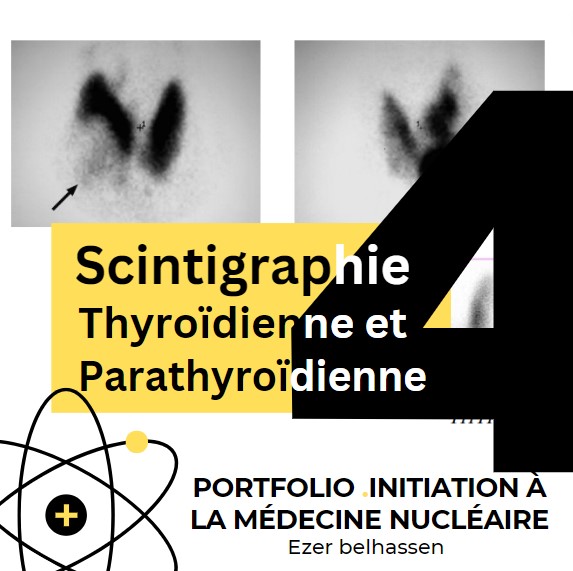 Scintigraphie
Thyroïdienne et
Parathyroïdienne
4
PORTFOLIO .INITIATION À
LA MÉDECINE NUCLÉAIRE
Ezer belhassen